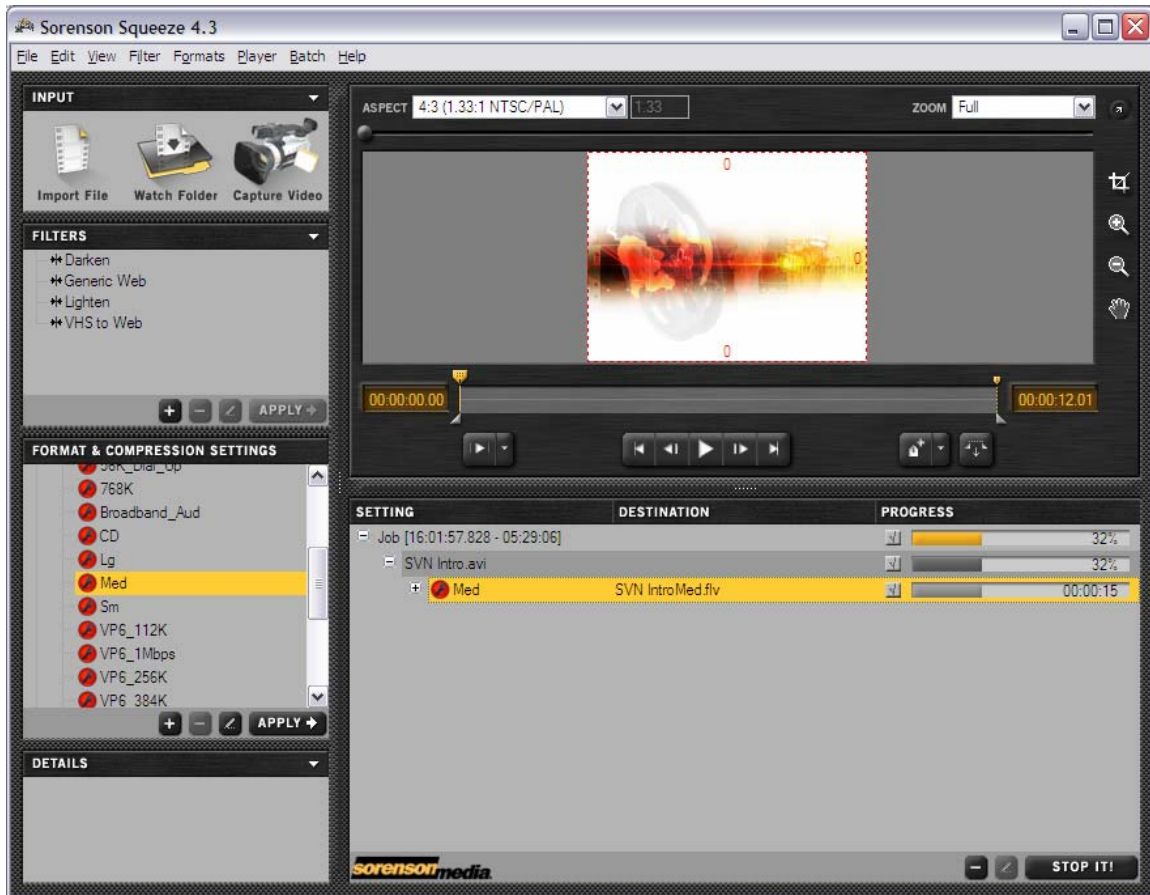 Sorenson Squeeze 4.3
File Edit View Filter Formats Player Batch Help
INPUT
Import File Watch Folder Capture Video
FILTERS
Darken
Generic Web
Lighten
VHS to Web
APPLY
FORMAT & COMPRESSION SETTINGS
56K_Dial_Up
768K
Broadband_Aud
CD
Lg
Med
Sm
VP6_112K
VP6_1Mbps
VP6_256K
VP6_384K
APPLY
DETAILS
ASPECT 4:3 (1.33:1 NTSC/PAL) 1.33 ZOOM Full
0
0 0
0
00:00:00.00 00:00:12.01
SETTING DESTINATION PROGRESS
Job [16:01:57.828 - 05:29:06] 32%
SVN Intro.avi 32%
Med SVN IntroMed.flv 00:00:15
sorensonmedia. STOP IT!